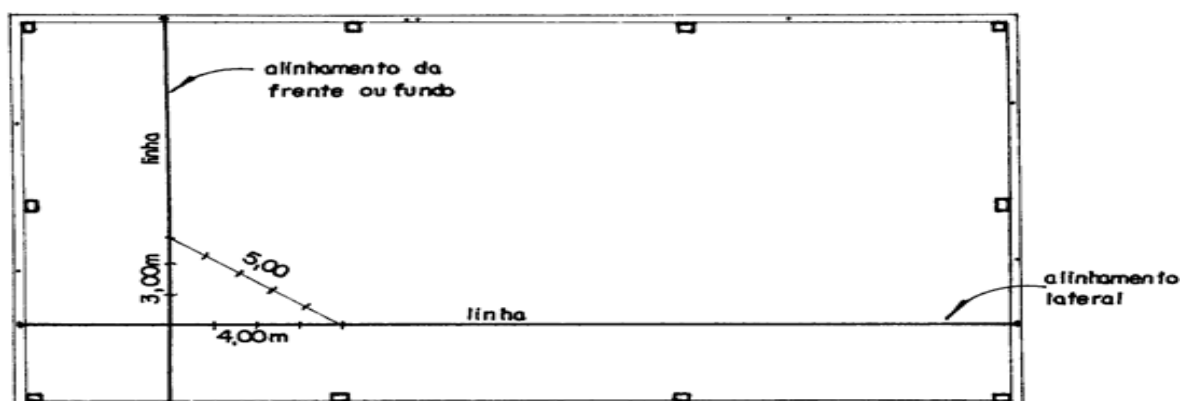 alinhamento da
frente ou fundo
linha
5,00
3,00m
4,00m
linha
alinhamento
lateral